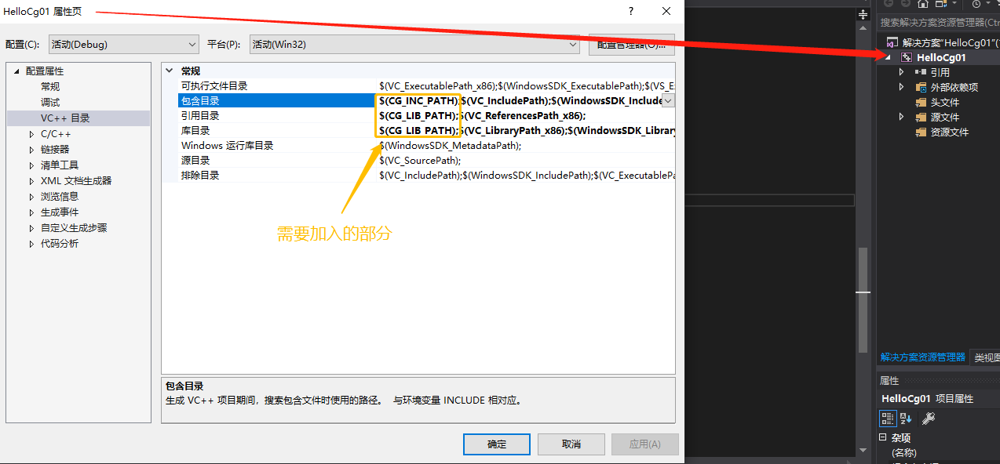 HelloCg01 属性页
?
配置(C):
活动(Debug)
平台(P):
活动(Win32)
配置管理器(O)...
配置属性
常规
调试
VC++ 目录
C/C++
链接器
清单工具
XML 文档生成器
浏览信息
生成事件
自定义生成步骤
代码分析
常规
可执行文件目录 $(VC_ExecutablePath_x86);$(WindowsSDK_ExecutablePath);$(VS_E
包含目录 $(CG_INC_PATH);$(VC_IncludePath);$(WindowsSDK_Include
引用目录 $(CG_LIB_PATH);$(VC_ReferencesPath_x86);
库目录 $(CG_LIB_PATH);$(VC_LibraryPath_x86);$(WindowsSDK_Library
Windows 运行库目录 $(WindowsSDK_MetadataPath);
源目录 $(VC_SourcePath);
排除目录 $(VC_IncludePath);$(WindowsSDK_IncludePath);$(VC_ExecutablePa
需要加入的部分
包含目录
生成 VC++ 项目期间，搜索包含文件时使用的路径。 与环境变量 INCLUDE 相对应。
确定
取消
应用(A)
搜索解决方案资源管理器(Ctr
解决方案"HelloCg01"(
HelloCg01
引用
外部依赖项
头文件
源文件
资源文件
解决方案资源管理器
类视图
属性
HelloCg01 项目属性
杂项
(名称)